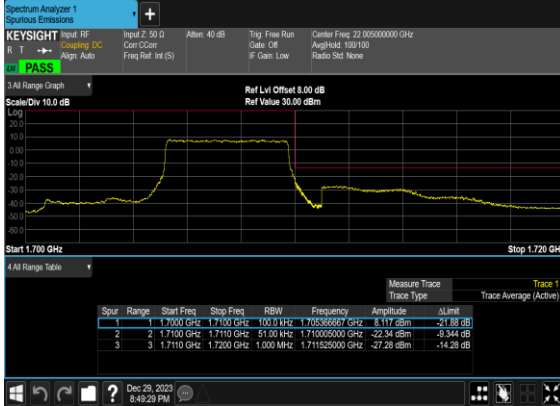 Spectrum Analyzer 1
Spurious Emissions
+
KEYSIGHT Input: RF Input Z: 50 Ω Atten: 40 dB Trig: Free Run Center Freq: 22.005000000 GHz
R T Coupling: DC Corr CCorr Gate: Off Avg|Hold: 100/100
Align: Auto Freq Ref: Int (S) IF Gain: Low Radio Std: None
PASS
3 All Range Graph
Ref Lvl Offset 8.00 dB
Scale/Div 10.0 dB Ref Value 30.00 dBm
Log
20.0
10.0
0.00
-10.0
-20.0
-30.0
-40.0
-50.0
-60.0
Start 1.700 GHz Stop 1.720 GH
4 All Range Table
Measure Trace Trace 1
Trace Type Trace Average (Active)
Spur Range Start Freq Stop Freq RBW Frequency Amplitude ΔLimit
1 1 1.7000 GHz 1.7100 GHz 100.0 kHz 1.705366667 GHz 8.117 dBm -21.88 dB
2 2 1.7100 GHz 1.7110 GHz 51.00 kHz 1.710005000 GHz -22.34 dBm -9.344 dB
3 3 1.7110 GHz 1.7200 GHz 1.000 MHz 1.711525000 GHz -27.28 dBm -14.28 dB
? Dec 29, 2023
8:49:29 PM